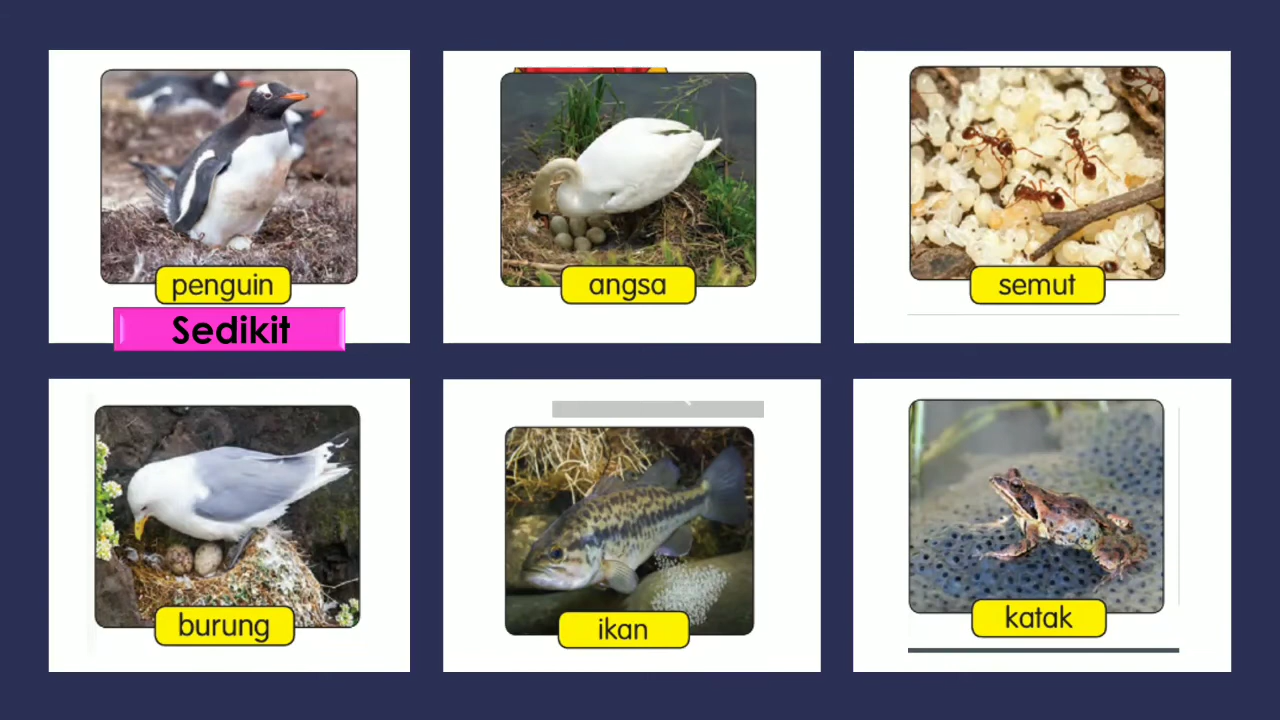 penguin
angsa
semut
Sedikit
burung
ikan
katak